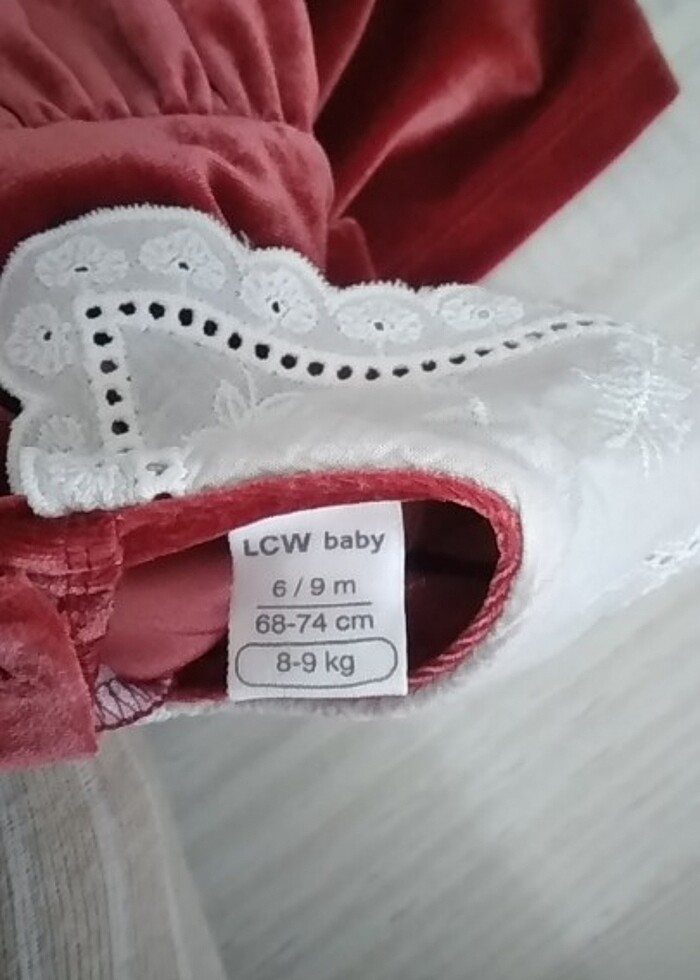 LCW baby
6 / 9 m
68-74 cm
8-9 kg